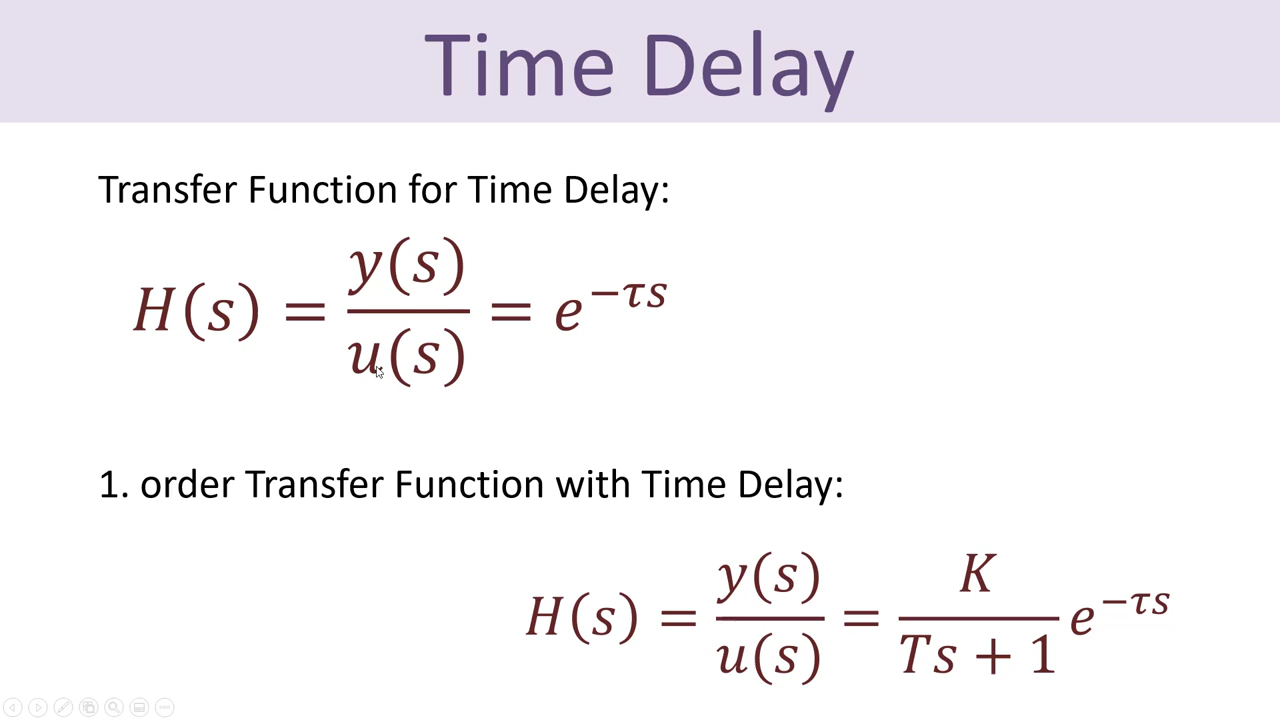 Time Delay
Transfer Function for Time Delay:
H(s) = y(s)/u(s) = e^{-τs}
1. order Transfer Function with Time Delay:
H(s) = y(s)/u(s) = K/(Ts + 1) e^{-τs}